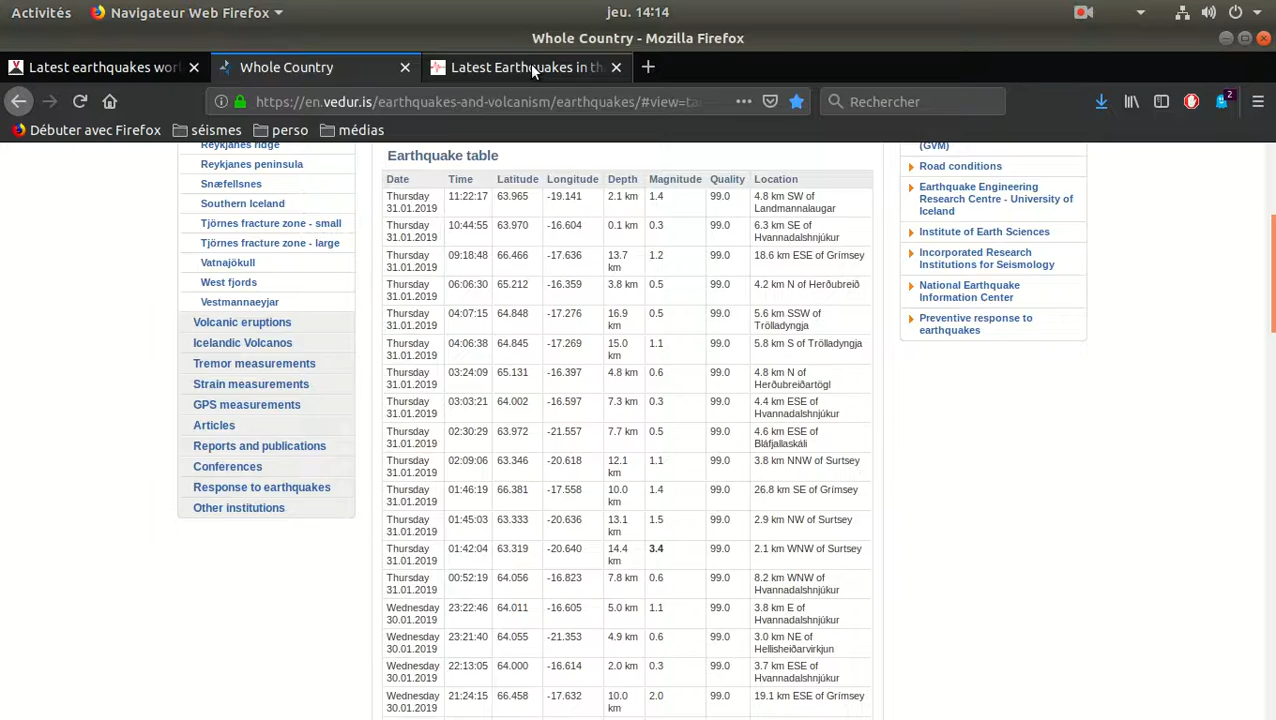 Activités Navigateur Web Firefox jeu. 14:14
Whole Country - Mozilla Firefox
Latest earthquakes wor Whole Country Latest Earthquakes in th
https://en.vedur.is/earthquakes-and-volcanism/earthquakes/#view=ta Rechercher 2
Débuter avec Firefox séismes perso médias
Reykjanes ridge
Reykjanes peninsula
Snæfellsnes
Southern Iceland
Tjörnes fracture zone - small
Tjörnes fracture zone - large
Vatnajökull
West fjords
Vestmannaeyjar
Volcanic eruptions
Icelandic Volcanos
Tremor measurements
Strain measurements
GPS measurements
Articles
Reports and publications
Conferences
Response to earthquakes
Other institutions
Earthquake table
Date Time Latitude Longitude Depth Magnitude Quality Location
Thursday 11:22:17 63.965 -19.141 2.1 km 1.4 99.0 4.8 km SW of
31.01.2019 Landmannalaugar
Thursday 10:44:55 63.970 -16.604 0.1 km 0.3 99.0 6.3 km SE of
31.01.2019 Hvannadalshnjúkur
Thursday 09:18:48 66.466 -17.636 13.7 1.2 99.0 18.6 km ESE of Grímsey
31.01.2019 km
Thursday 06:06:30 65.212 -16.359 3.8 km 0.5 99.0 4.2 km N of Herðubreið
31.01.2019
Thursday 04:07:15 64.848 -17.276 16.9 0.5 99.0 5.6 km SSW of
31.01.2019 km Trölladyngja
Thursday 04:06:38 64.845 -17.269 15.0 1.1 99.0 5.8 km S of Trölladyngja
31.01.2019 km
Thursday 03:24:09 65.131 -16.397 4.8 km 0.6 99.0 4.8 km N of
31.01.2019 Herðubreiðartögl
Thursday 03:03:21 64.002 -16.597 7.3 km 0.3 99.0 4.4 km ESE of
31.01.2019 Hvannadalshnjúkur
Thursday 02:30:29 63.972 -21.557 7.7 km 0.5 99.0 4.6 km ESE of
31.01.2019 Bláfjallaskáli
Thursday 02:09:06 63.346 -20.618 12.1 1.1 99.0 3.8 km NNW of Surtsey
31.01.2019 km
Thursday 01:46:19 66.381 -17.558 10.0 1.4 99.0 26.8 km SE of Grímsey
31.01.2019 km
Thursday 01:45:03 63.333 -20.636 13.1 1.5 99.0 2.9 km NW of Surtsey
31.01.2019 km
Thursday 01:42:04 63.319 -20.640 14.4 3.4 99.0 2.1 km WNW of Surtsey
31.01.2019 km
Thursday 00:52:19 64.056 -16.823 7.8 km 0.6 99.0 8.2 km WNW of
31.01.2019 Hvannadalshnjúkur
Wednesday 23:22:46 64.011 -16.605 5.0 km 1.1 99.0 3.8 km E of
30.01.2019 Hvannadalshnjúkur
Wednesday 23:21:40 64.055 -21.353 4.9 km 0.6 99.0 3.0 km NE of
30.01.2019 Hellisheiðarvirkjun
Wednesday 22:13:05 64.000 -16.614 2.0 km 0.3 99.0 3.7 km ESE of
30.01.2019 Hvannadalshnjúkur
Wednesday 21:24:15 66.458 -17.632 10.0 2.0 99.0 19.1 km ESE of Grímsey
30.01.2019 km
(GVM)
Road conditions
Earthquake Engineering
Research Centre - University of
Iceland
Institute of Earth Sciences
Incorporated Research
Institutions for Seismology
National Earthquake
Information Center
Preventive response to
earthquakes